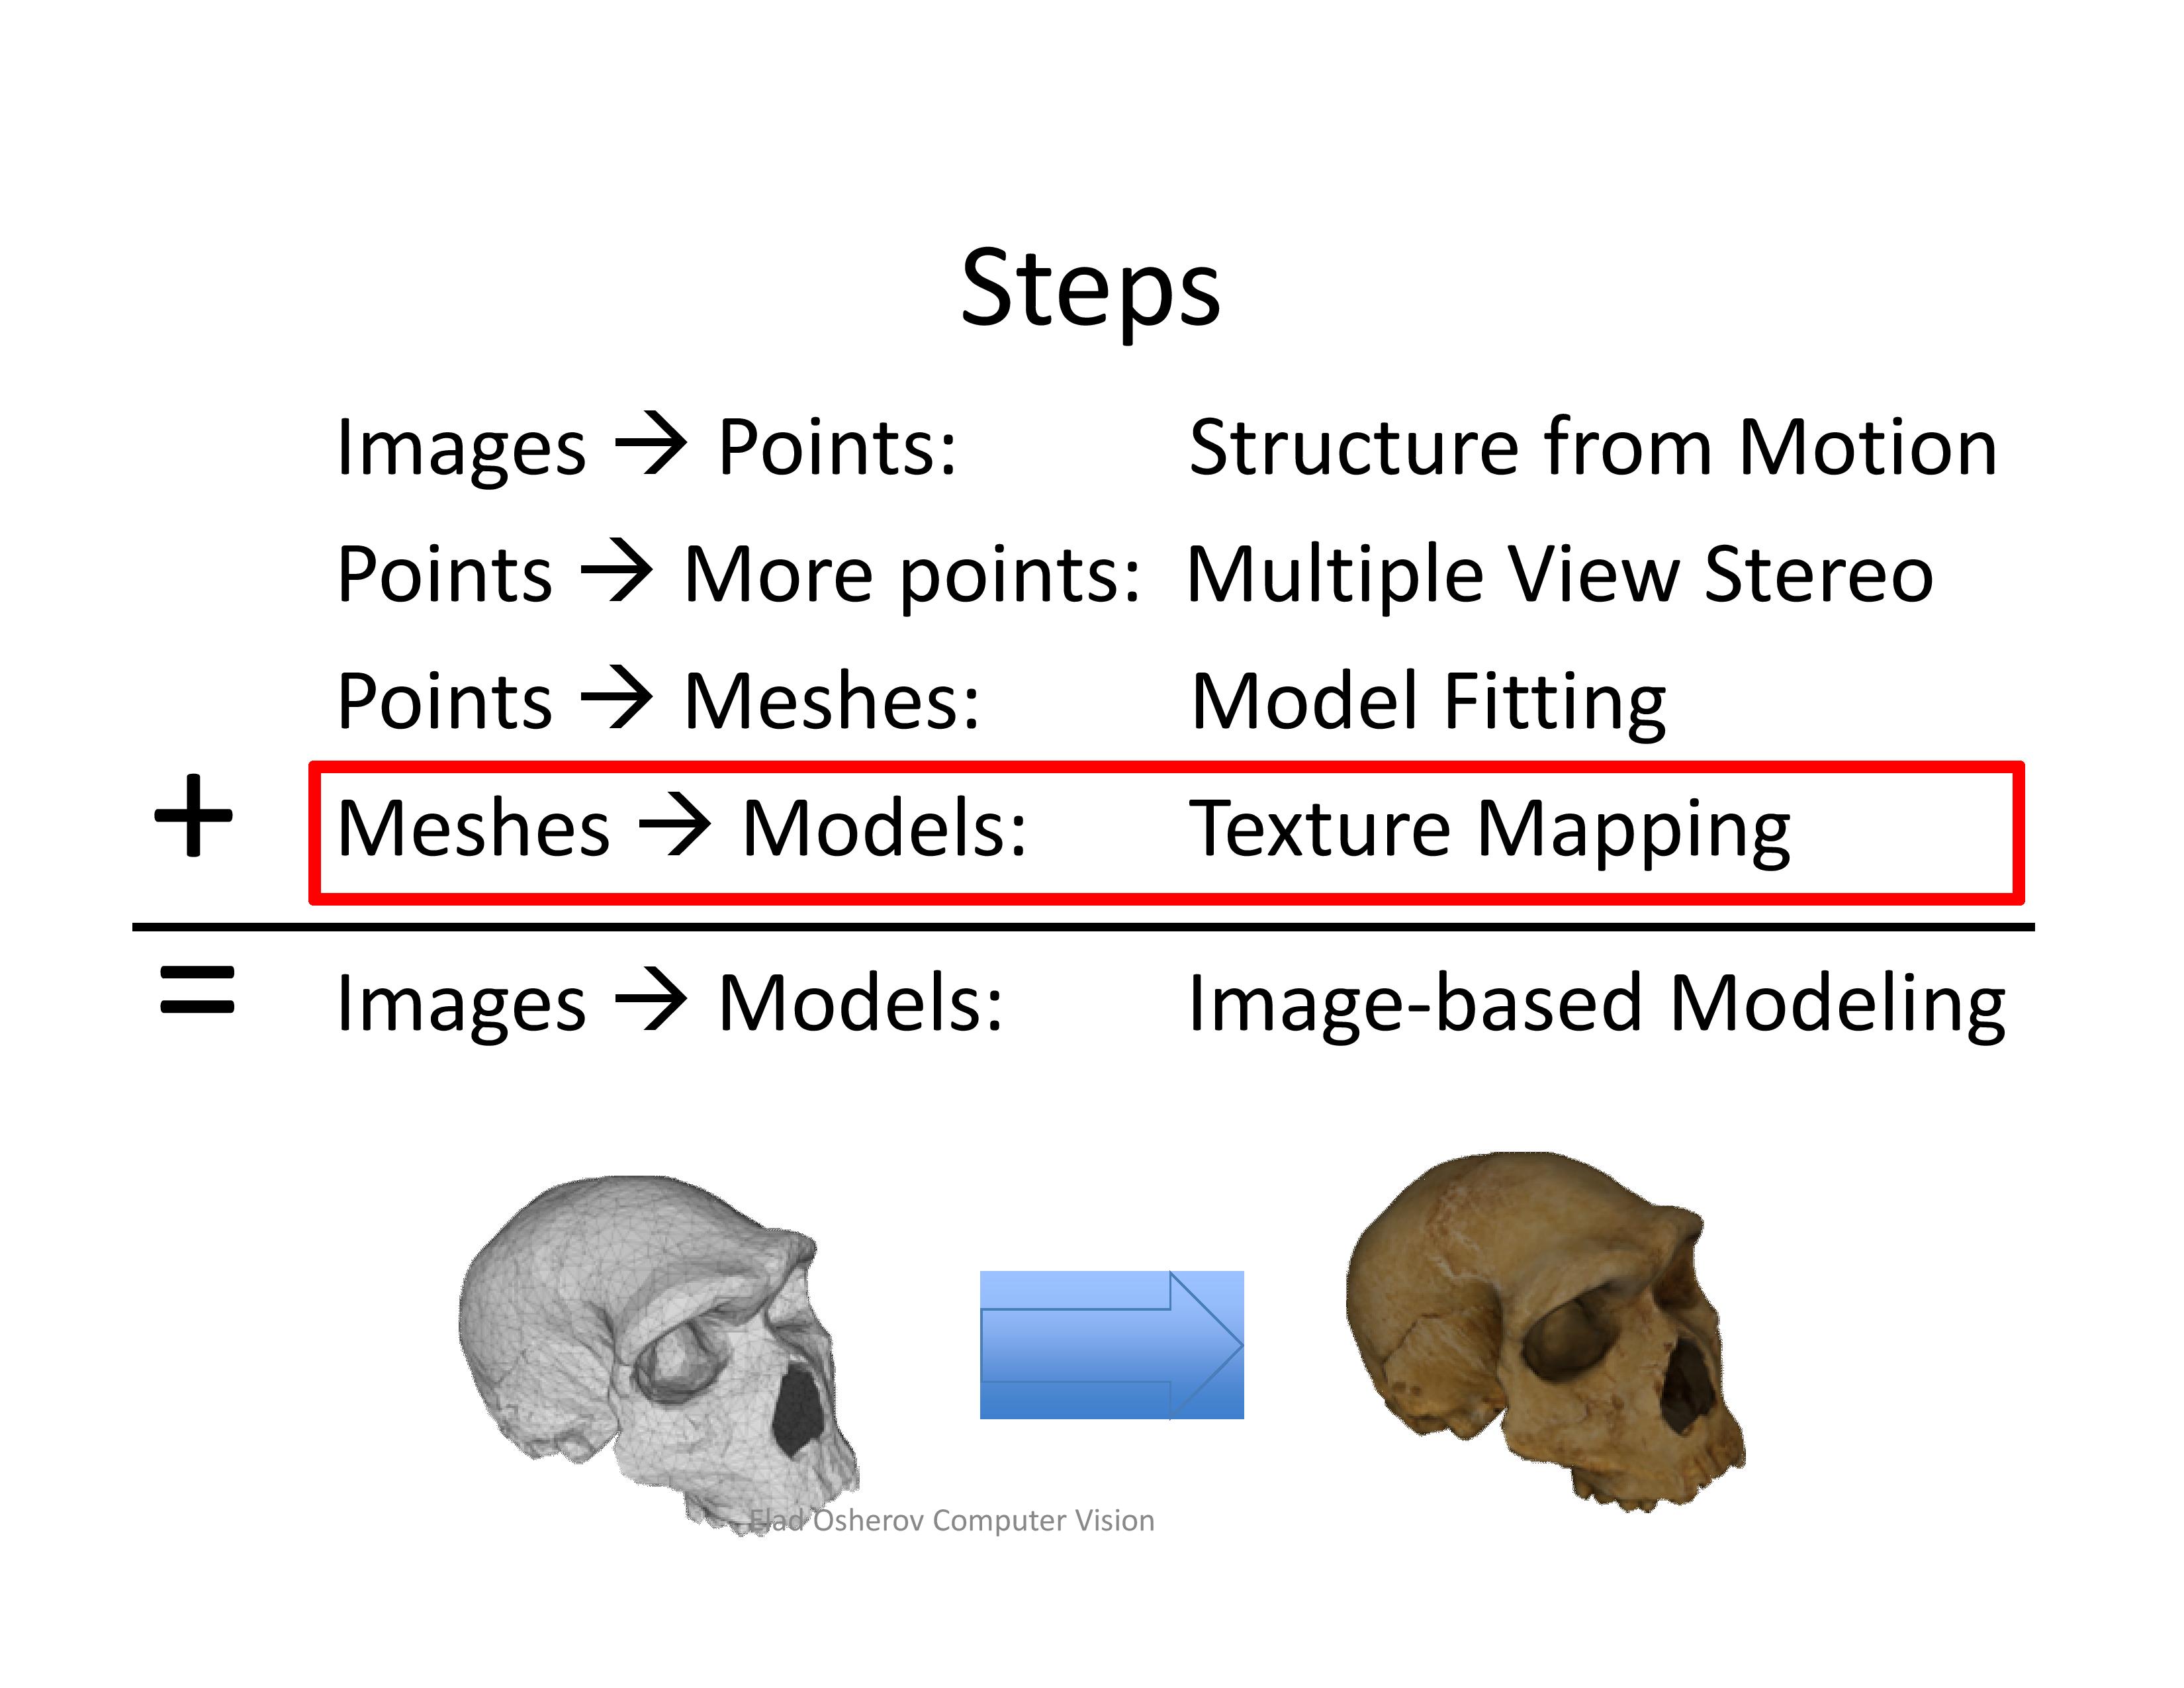 Steps
Images → Points: Structure from Motion
Points → More points: Multiple View Stereo
Points → Meshes: Model Fitting
+ Meshes → Models: Texture Mapping
= Images → Models: Image-based Modeling
Elad Osherov Computer Vision